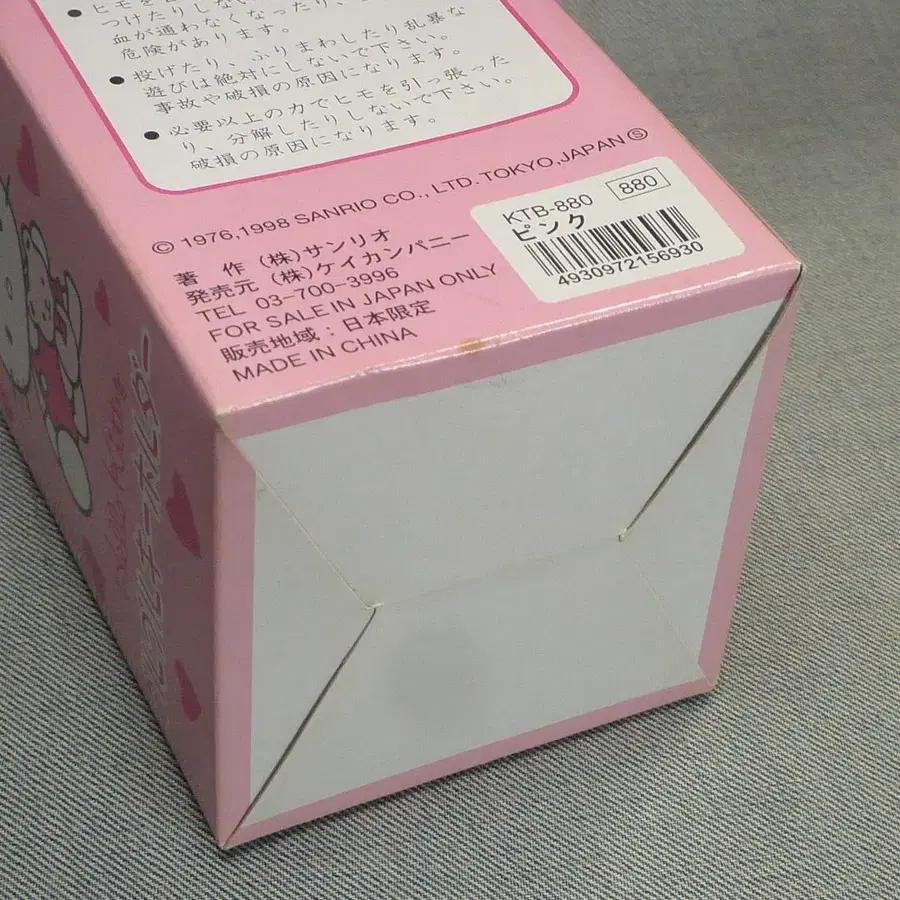 つけたりしない
血が通わなくなったり、
危険があります。
● 投げたり、ふりまわしたり乱暴な
遊びは絶対にしないで下さい。
事故や破損の原因になります。
● 必要以上の力でヒモを引っ張った
り、分解したりしないで下さい。
破損の原因になります。
© 1976,1998 SANRIO CO., LTD. TOKYO, JAPAN Ⓢ
著 作 (株)サンリオ
発売元 (株)ケイカンパニー
TEL 03-700-3996
FOR SALE IN JAPAN ONLY
販売地域:日本限定
MADE IN CHINA
KTB-880 880
ピンク
4930972156930